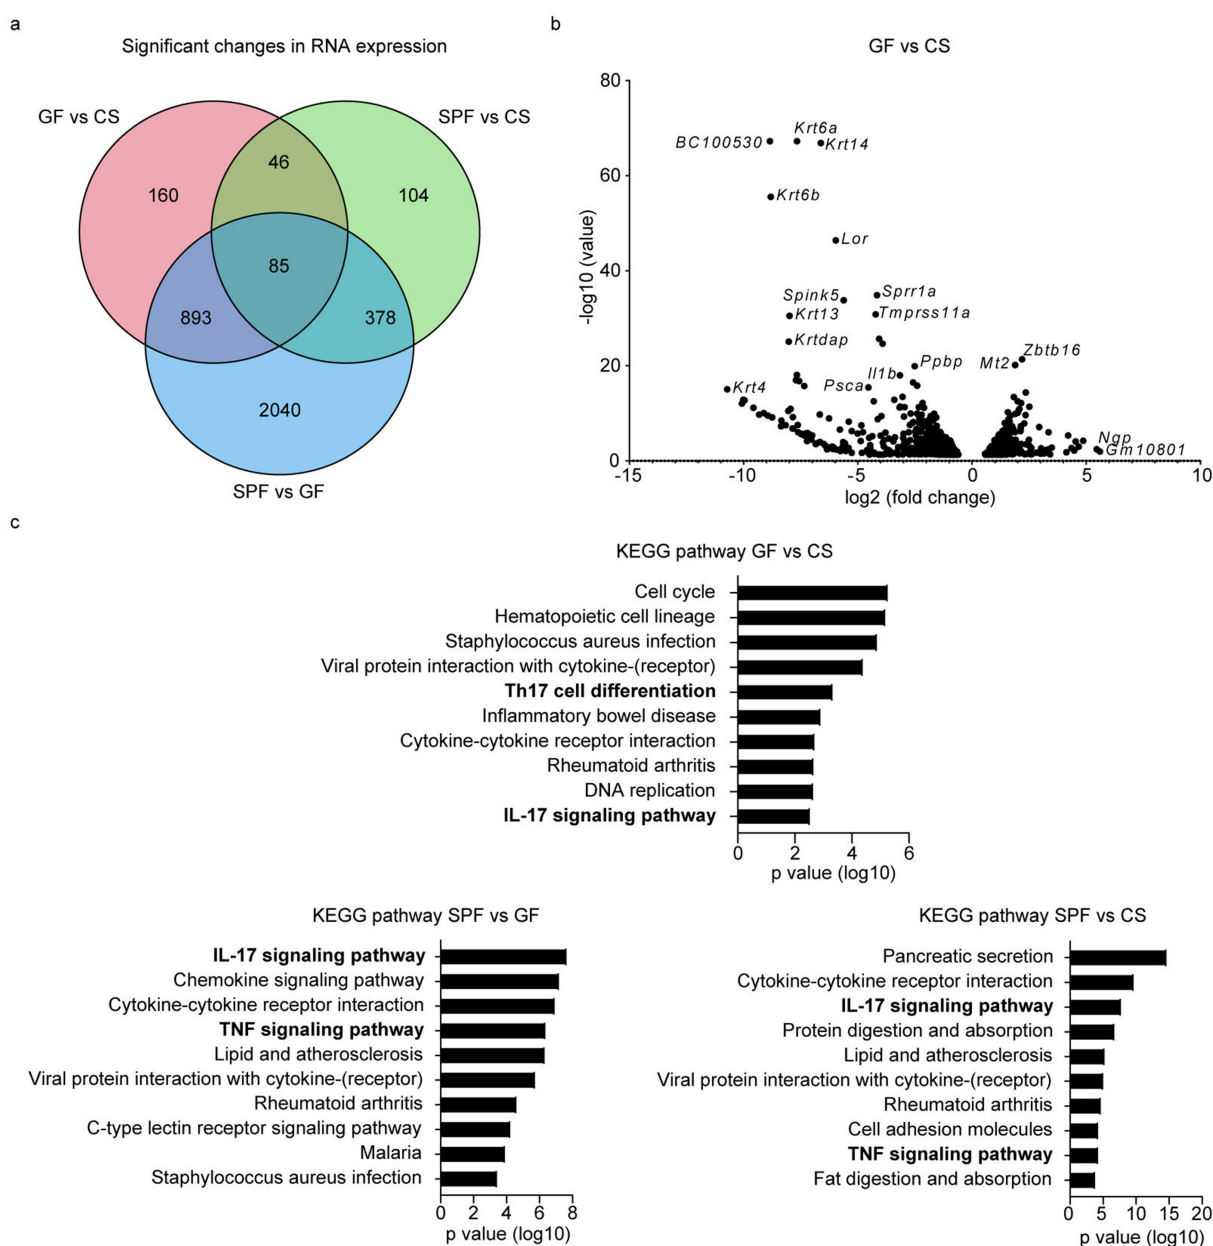 a
Significant changes in RNA expression
GF vs CS
SPF vs CS
46
160
104
85
893
378
2040
SPF vs GF
b
GF vs CS
80
60
40
20
0
-log10 (value)
BC100530
Krt6a
Krt14
Krt6b
Lor
Spink5
Sprr1a
Krt13
Tmprss11a
Krtdap
Zbtb16
Ppbp
Mt2
Il1b
Psca
Krt4
Ngp
Gm10801
-15
-10
-5
0
5
10
log2 (fold change)
c
KEGG pathway GF vs CS
Cell cycle
Hematopoietic cell lineage
Staphylococcus aureus infection
Viral protein interaction with cytokine-(receptor)
Th17 cell differentiation
Inflammatory bowel disease
Cytokine-cytokine receptor interaction
Rheumatoid arthritis
DNA replication
IL-17 signaling pathway
0 2 4 6
p value (log10)
KEGG pathway SPF vs GF
IL-17 signaling pathway
Chemokine signaling pathway
Cytokine-cytokine receptor interaction
TNF signaling pathway
Lipid and atherosclerosis
Viral protein interaction with cytokine-(receptor)
Rheumatoid arthritis
C-type lectin receptor signaling pathway
Malaria
Staphylococcus aureus infection
0 2 4 6 8
p value (log10)
KEGG pathway SPF vs CS
Pancreatic secretion
Cytokine-cytokine receptor interaction
IL-17 signaling pathway
Protein digestion and absorption
Lipid and atherosclerosis
Viral protein interaction with cytokine-(receptor)
Rheumatoid arthritis
Cell adhesion molecules
TNF signaling pathway
Fat digestion and absorption
0 5 10 15 20
p value (log10)